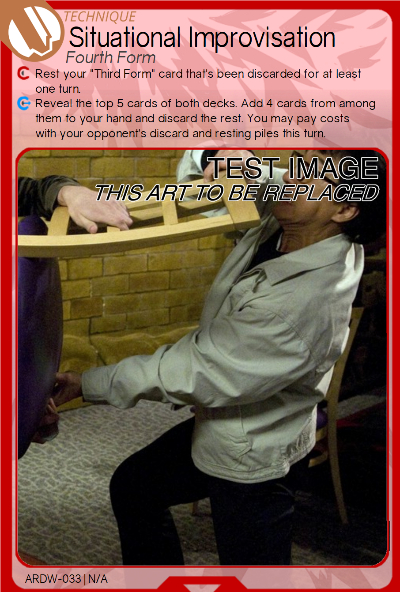 TECHNIQUE
Situational Improvisation
Fourth Form
Rest your "Third Form" card that's been discarded for at least
one turn.
Reveal the top 5 cards of both decks. Add 4 cards from among
them to your hand and discard the rest. You may pay costs
with your opponent's discard and resting piles this turn.
TEST IMAGE
THIS ART TO BE REPLACED
ARDW-033 | N/A